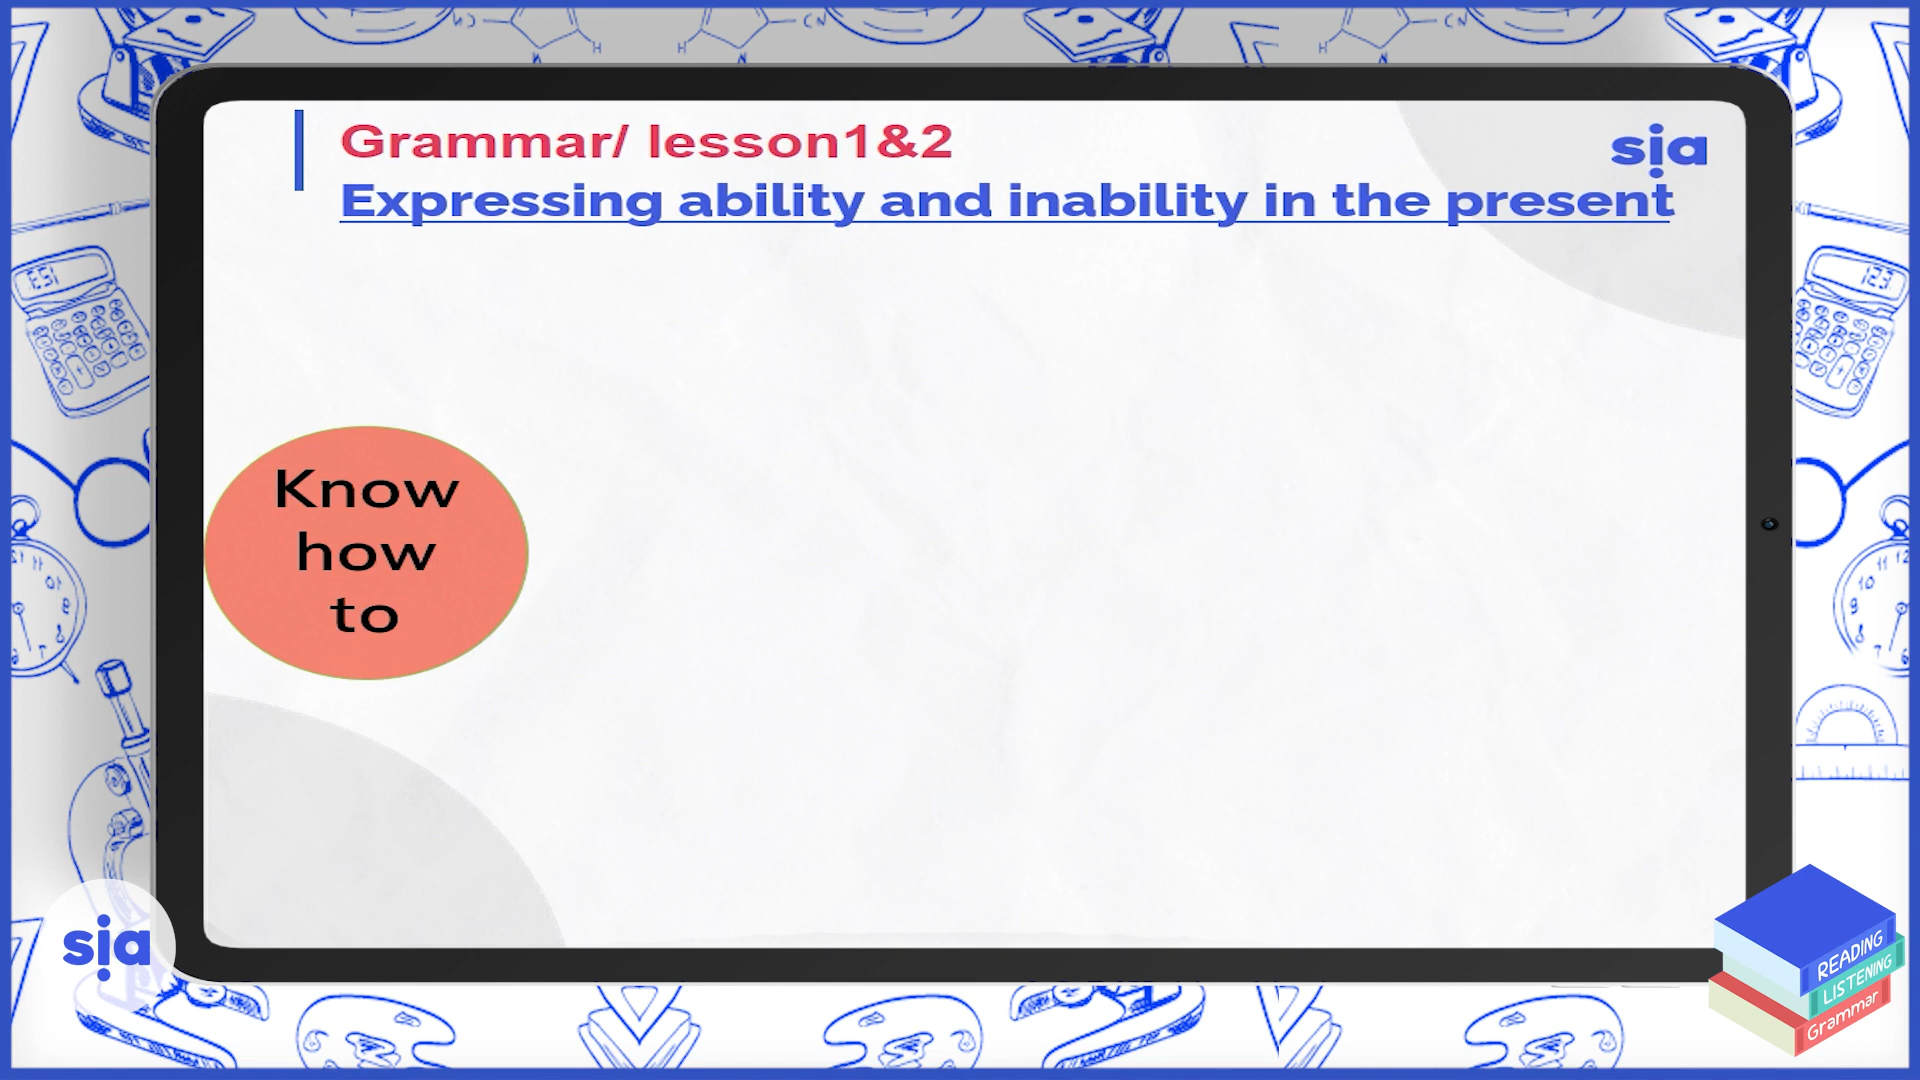 Grammar/ lesson1&2
sia
Expressing ability and inability in the present
Know
how
to
sia
READING
LISTENING
Grammar